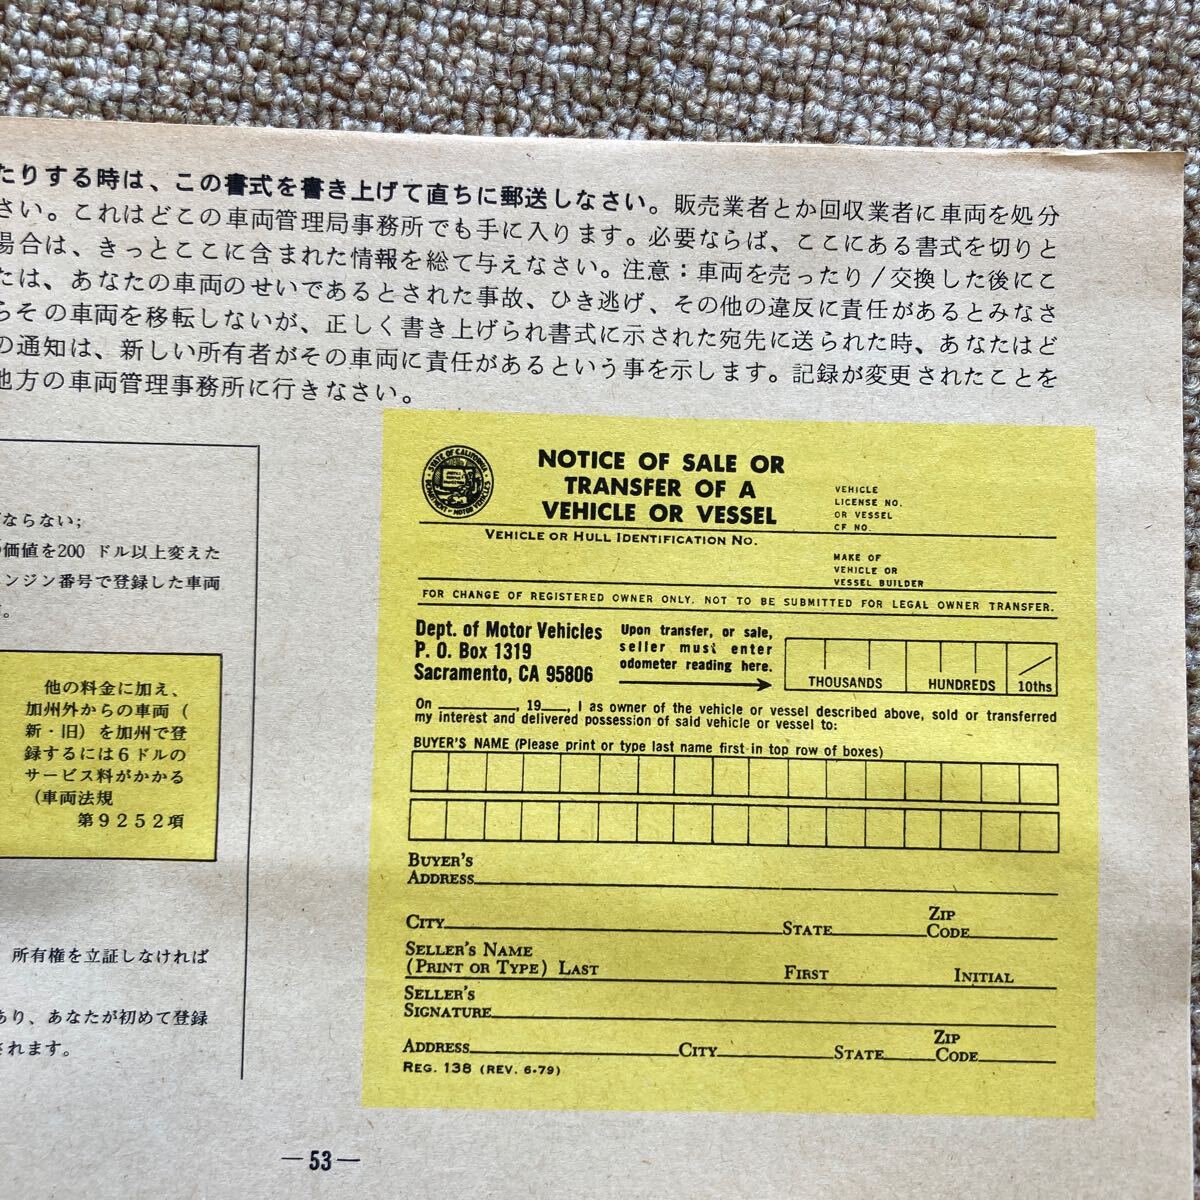 たりする時は、この書式を書き上げて直ちに郵送しなさい。販売業者とか回収業者に車両を処分
さい。これはどこの車両管理局事務所でも手に入ります。必要ならば、ここにある書式を切りと
場合は、きっとここに含まれた情報を総て与えなさい。注意：車両を売ったり/交換した後にこ
たは、あなたの車両のせいであるとされた事故、ひき逃げ、その他の違反に責任があるとみなさ
らその車両を移転しないが、正しく書き上げられ書式に示された宛先に送られた時、あなたはど
の通知は、新しい所有者がその車両に責任があるという事を示します。記録が変更されたことを
地方の車両管理事務所に行きなさい。
ならない;
価値を200 ドル以上変えた
ンジン番号で登録した車両
。
他の料金に加え、
加州外からの車両（
新・旧）を加州で登
録するには6ドルの
サービス料がかかる
（車両法規
第9252項
所有権を立証しなければ
あり、あなたが初めて登録
されます。
STATE OF CALIFORNIA
DEPARTMENT OF MOTOR VEHICLES
NOTICE OF SALE OR
TRANSFER OF A
VEHICLE OR VESSEL
VEHICLE
LICENSE NO.
OR VESSEL
CF NO.
VEHICLE OR HULL IDENTIFICATION NO.
MAKE OF
VEHICLE OR
VESSEL BUILDER
FOR CHANGE OF REGISTERED OWNER ONLY. NOT TO BE SUBMITTED FOR LEGAL OWNER TRANSFER.
Dept. of Motor Vehicles
P. O. Box 1319
Sacramento, CA 95806
Upon transfer, or sale,
seller must enter
odometer reading here.
THOUSANDS HUNDREDS 10ths
On ________, 19___, I as owner of the vehicle or vessel described above, sold or transferred
my interest and delivered possession of said vehicle or vessel to:
BUYER'S NAME (Please print or type last name first in top row of boxes)
BUYER'S
ADDRESS
CITY STATE ZIP CODE
SELLER'S NAME
(PRINT OR TYPE) LAST FIRST INITIAL
SELLER'S
SIGNATURE
ADDRESS CITY STATE ZIP CODE
REG. 138 (REV. 6-79)
—53—